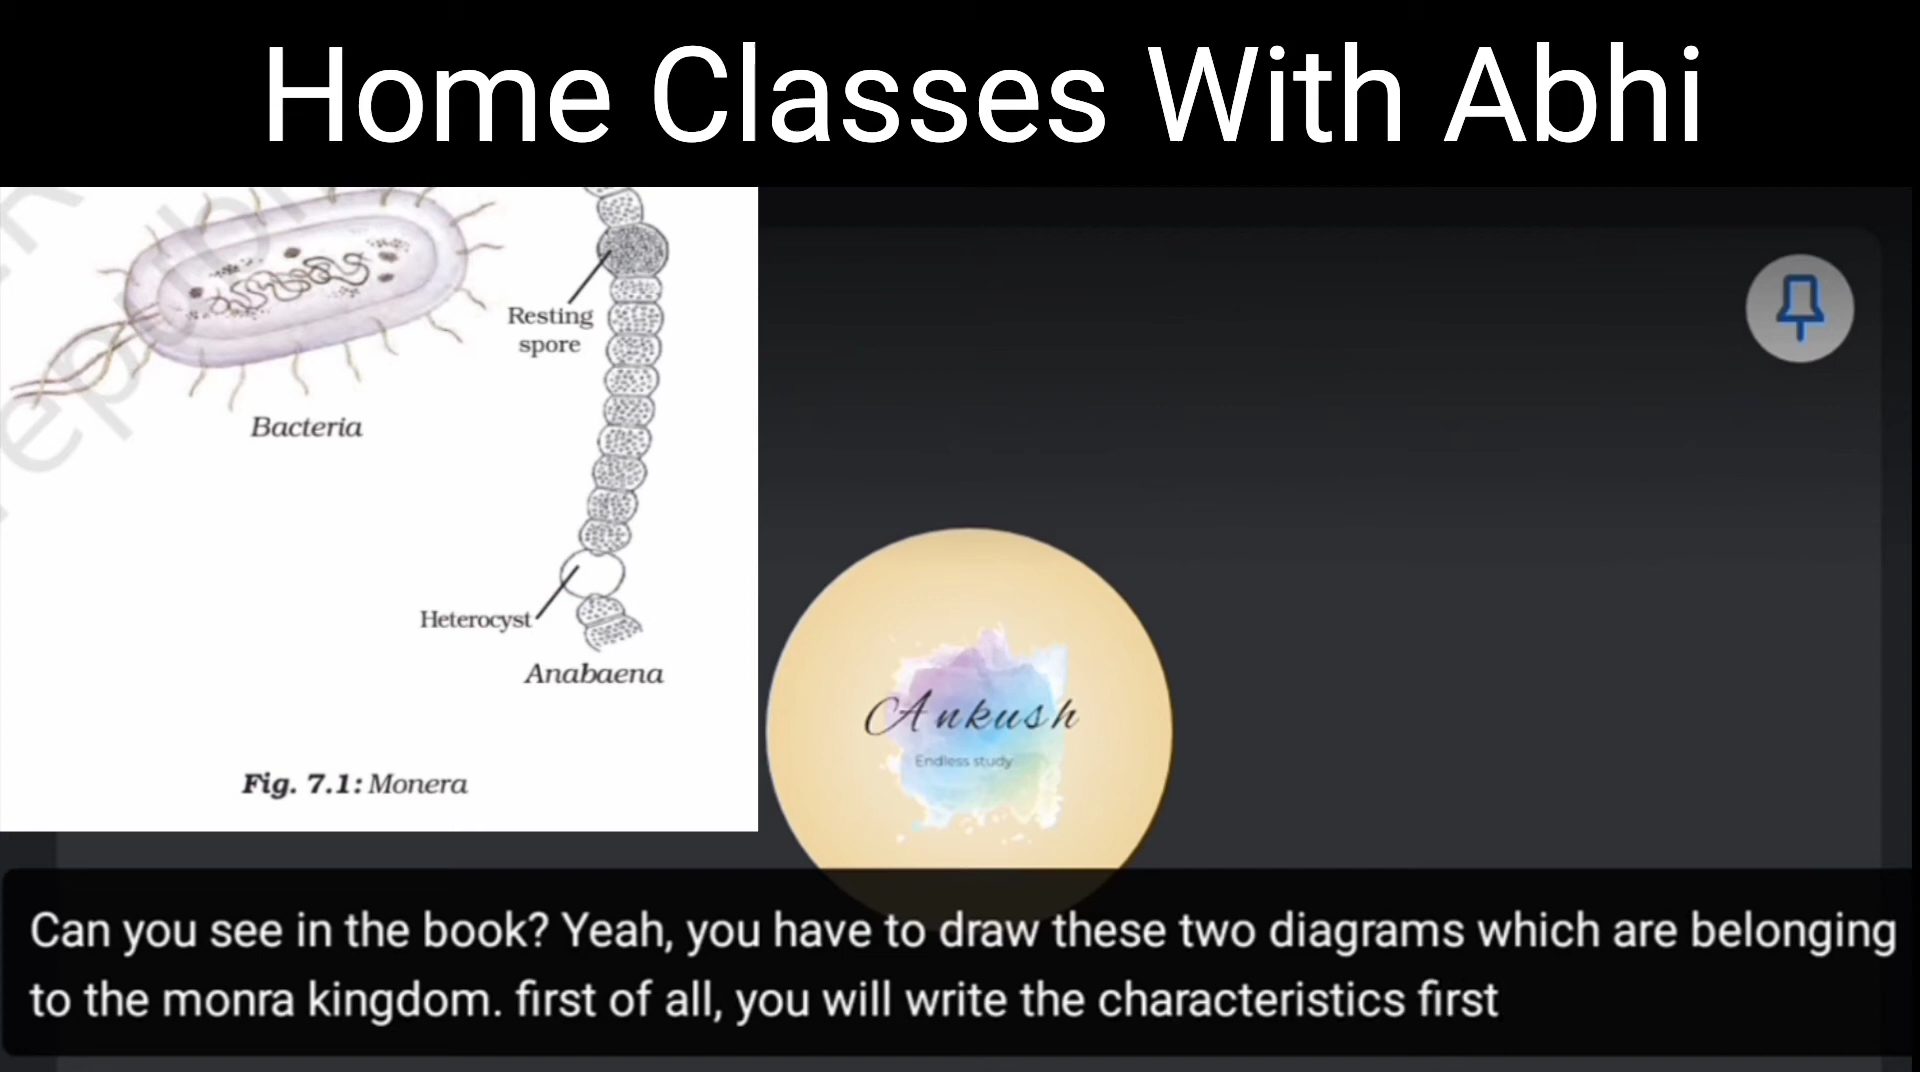 Home Classes With Abhi
Resting
spore
Bacteria
Heterocyst
Anabaena
Fig. 7.1: Monera
Ankush
Endless study
Can you see in the book? Yeah, you have to draw these two diagrams which are belonging
to the monra kingdom. first of all, you will write the characteristics first